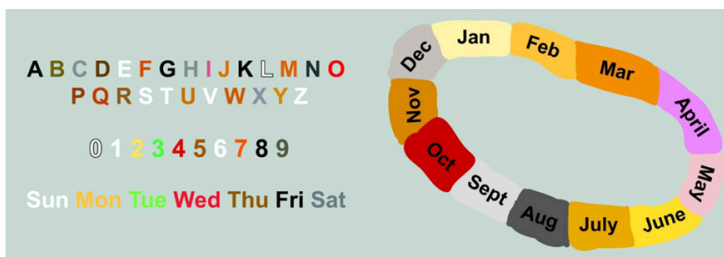 A B C D E F G H I J K L M N O
P Q R S T U V W X Y Z
0 1 2 3 4 5 6 7 8 9
Sun Mon Tue Wed Thu Fri Sat
Jan
Feb
Mar
April
May
June
July
Aug
Sept
Oct
Nov
Dec